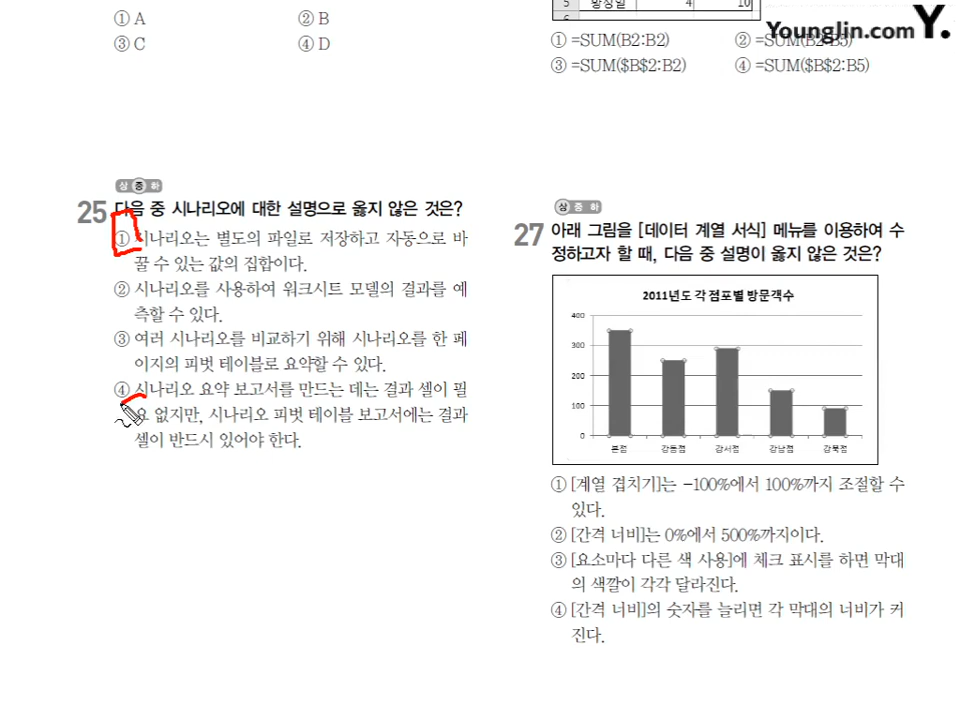 ① A ② B
③ C ④ D
상 중 하
25 다음 중 시나리오에 대한 설명으로 옳지 않은 것은?
① 시나리오는 별도의 파일로 저장하고 자동으로 바
꿀 수 있는 값의 집합이다.
② 시나리오를 사용하여 워크시트 모델의 결과를 예
측할 수 있다.
③ 여러 시나리오를 비교하기 위해 시나리오를 한 페
이지의 피벗 테이블로 요약할 수 있다.
④ 시나리오 요약 보고서를 만드는 데는 결과 셀이 필
요 없지만, 시나리오 피벗 테이블 보고서에는 결과
셀이 반드시 있어야 한다.
5 황성일 4 10
6
Younglin.com Y.
① =SUM(B2:B2) ② =SUM(B2:B5)
③ =SUM($B$2:B2) ④ =SUM($B$2:B5)
상 중 하
27 아래 그림을 [데이터 계열 서식] 메뉴를 이용하여 수
정하고자 할 때, 다음 중 설명이 옳지 않은 것은?
2011년도 각 점포별 방문객수
400
300
200
100
0
본점 강동점 강서점 강남점 강북점
① [계열 겹치기]는 -100%에서 100%까지 조절할 수
있다.
② [간격 너비]는 0%에서 500%까지이다.
③ [요소마다 다른 색 사용]에 체크 표시를 하면 막대
의 색깔이 각각 달라진다.
④ [간격 너비]의 숫자를 늘리면 각 막대의 너비가 커
진다.